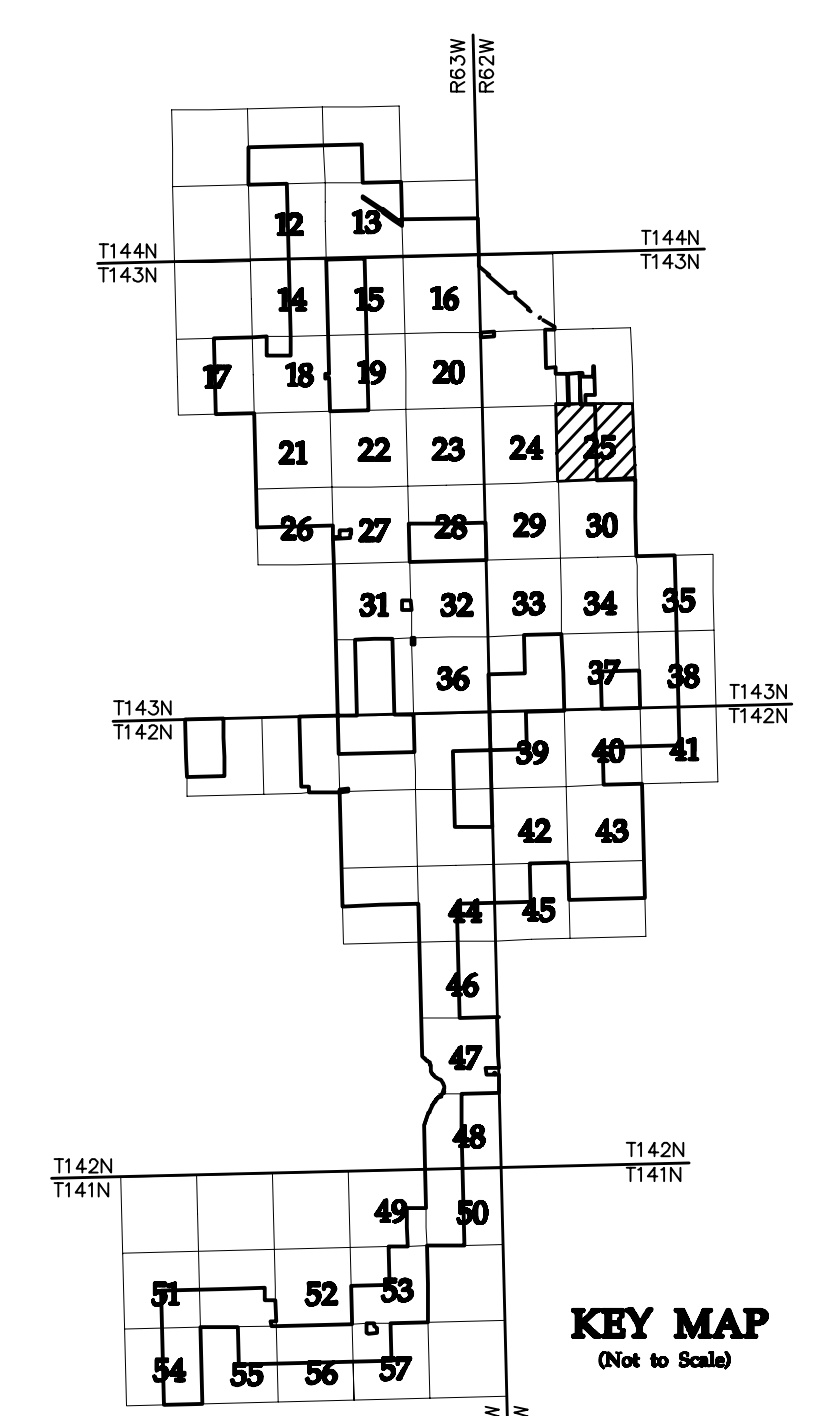 R63W
R62W
12 13
T144N T144N
T143N T143N
14 15 16
17 18 19 20
21 22 23 24 25
26 27 28 29 30
31 32 33 34 35
36 37 38
T143N T143N
T142N T142N
39 40 41
42 43
44 45
46
47
48
T142N T142N
T141N T141N
49 50
51 52 53
KEY MAP
(Not to Scale)
54 55 56 57